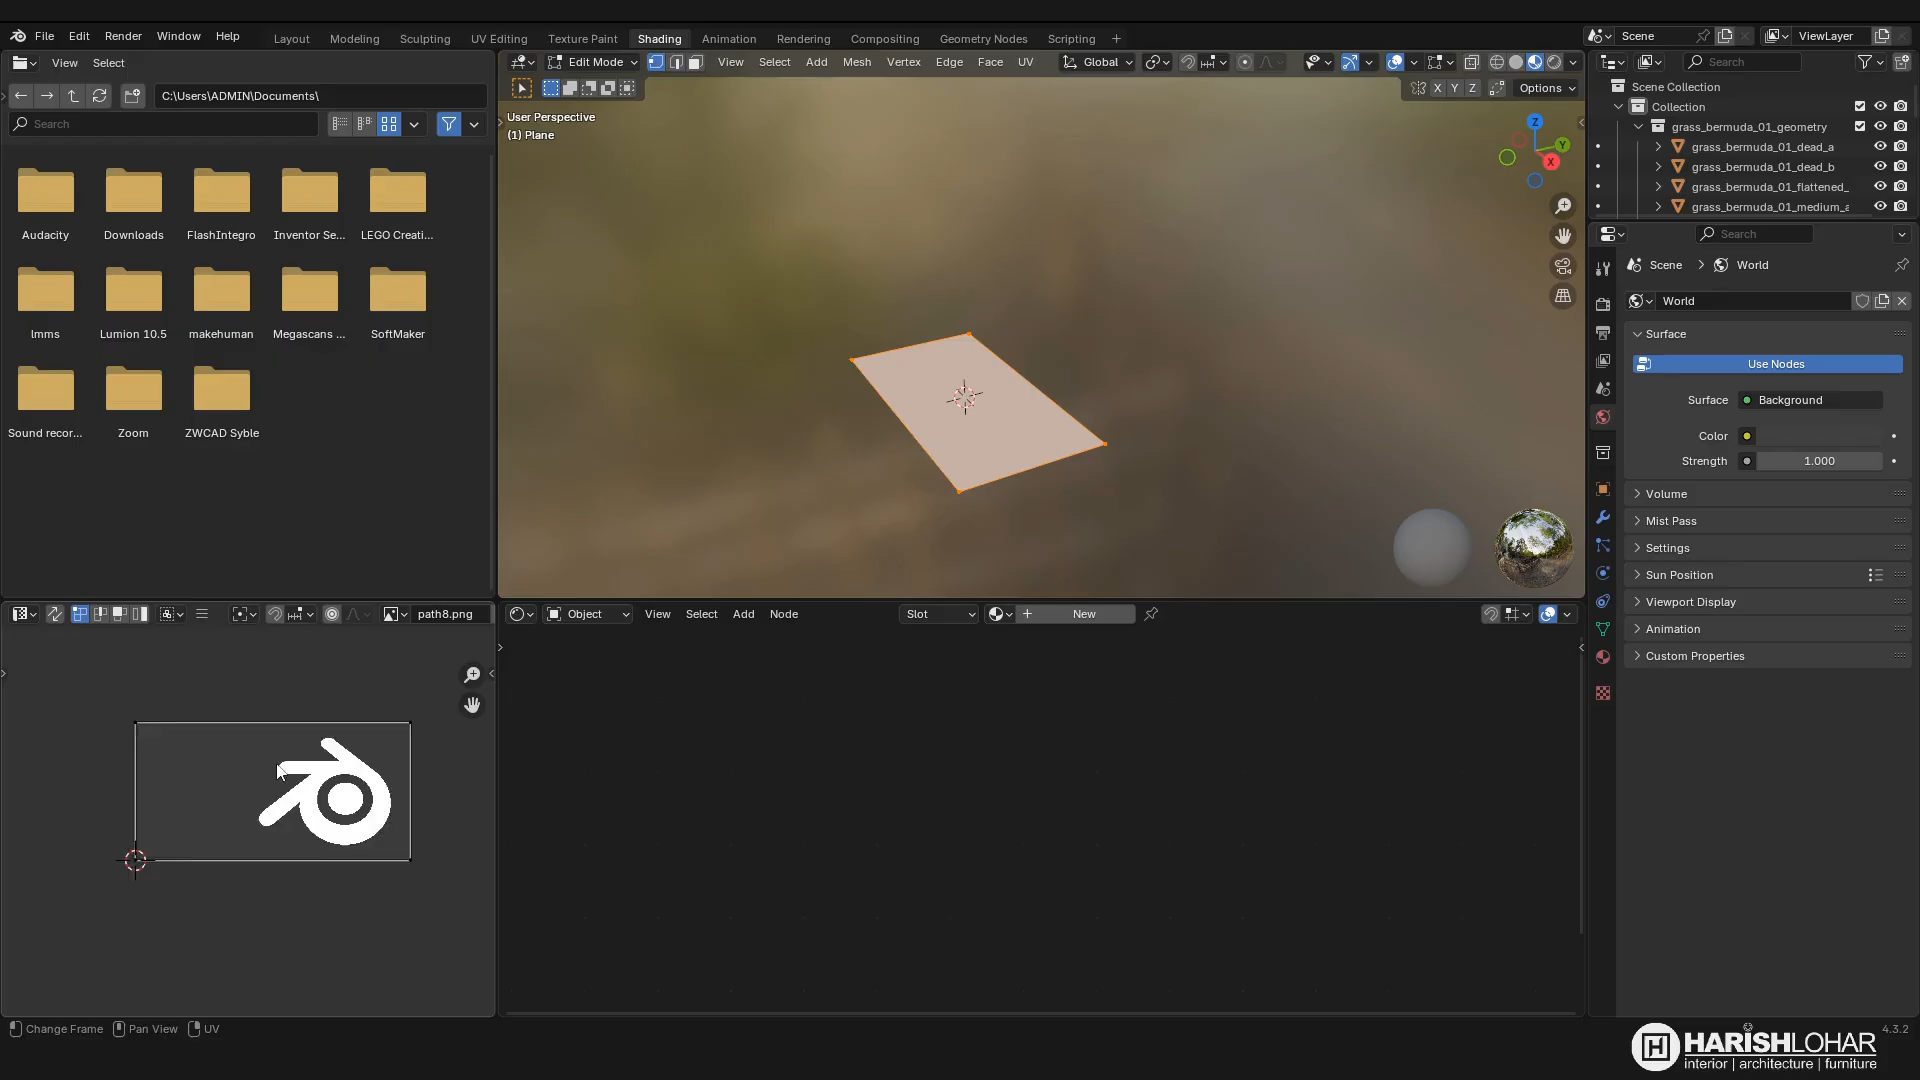 File Edit Render Window Help
Layout Modeling Sculpting UV Editing Texture Paint Shading Animation Rendering Compositing Geometry Nodes Scripting +
Scene
ViewLayer
View Select
C:\Users\ADMIN\Documents\
Search
Audacity Downloads FlashIntegro Inventor Se... LEGO Creati...
lmms Lumion 10.5 makehuman Megascans ... SoftMaker
Sound recor... Zoom ZWCAD Syble
Edit Mode View Select Add Mesh Vertex Edge Face UV Global
X Y Z Options
User Perspective
(1) Plane
Z
Y
X
Search
Scene Collection
Collection
grass_bermuda_01_geometry
grass_bermuda_01_dead_a
grass_bermuda_01_dead_b
grass_bermuda_01_flattened_
grass_bermuda_01_medium_a
Search
Scene > World
World
Surface
Use Nodes
Surface Background
Color
Strength 1.000
Volume
Mist Pass
Settings
Sun Position
Viewport Display
Animation
Custom Properties
path8.png
Object View Select Add Node Slot New
Change Frame Pan View UV
4.3.2
HARISHLOHAR
interior | architecture | furniture